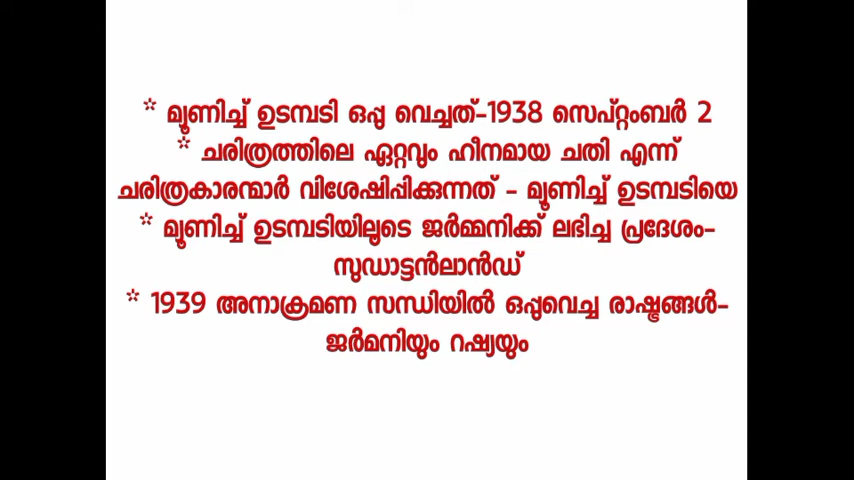 * മ്യൂണിച്ച് ഉടമ്പടി ഒപ്പു വെച്ചത്-1938 സെപ്റ്റംബർ 2
* ചരിത്രത്തിലെ ഏറ്റവും ഹീനമായ ചതി എന്ന്
ചരിത്രകാരന്മാർ വിശേഷിപ്പിക്കുന്നത് - മ്യൂണിച്ച് ഉടമ്പടിയെ
* മ്യൂണിച്ച് ഉടമ്പടിയിലൂടെ ജർമ്മനിക്ക് ലഭിച്ച പ്രദേശം-
സുഡാട്ടൻലാൻഡ്
* 1939 അനാക്രമണ സന്ധിയിൽ ഒപ്പുവെച്ച രാഷ്ട്രങ്ങൾ-
ജർമനിയും റഷ്യയും